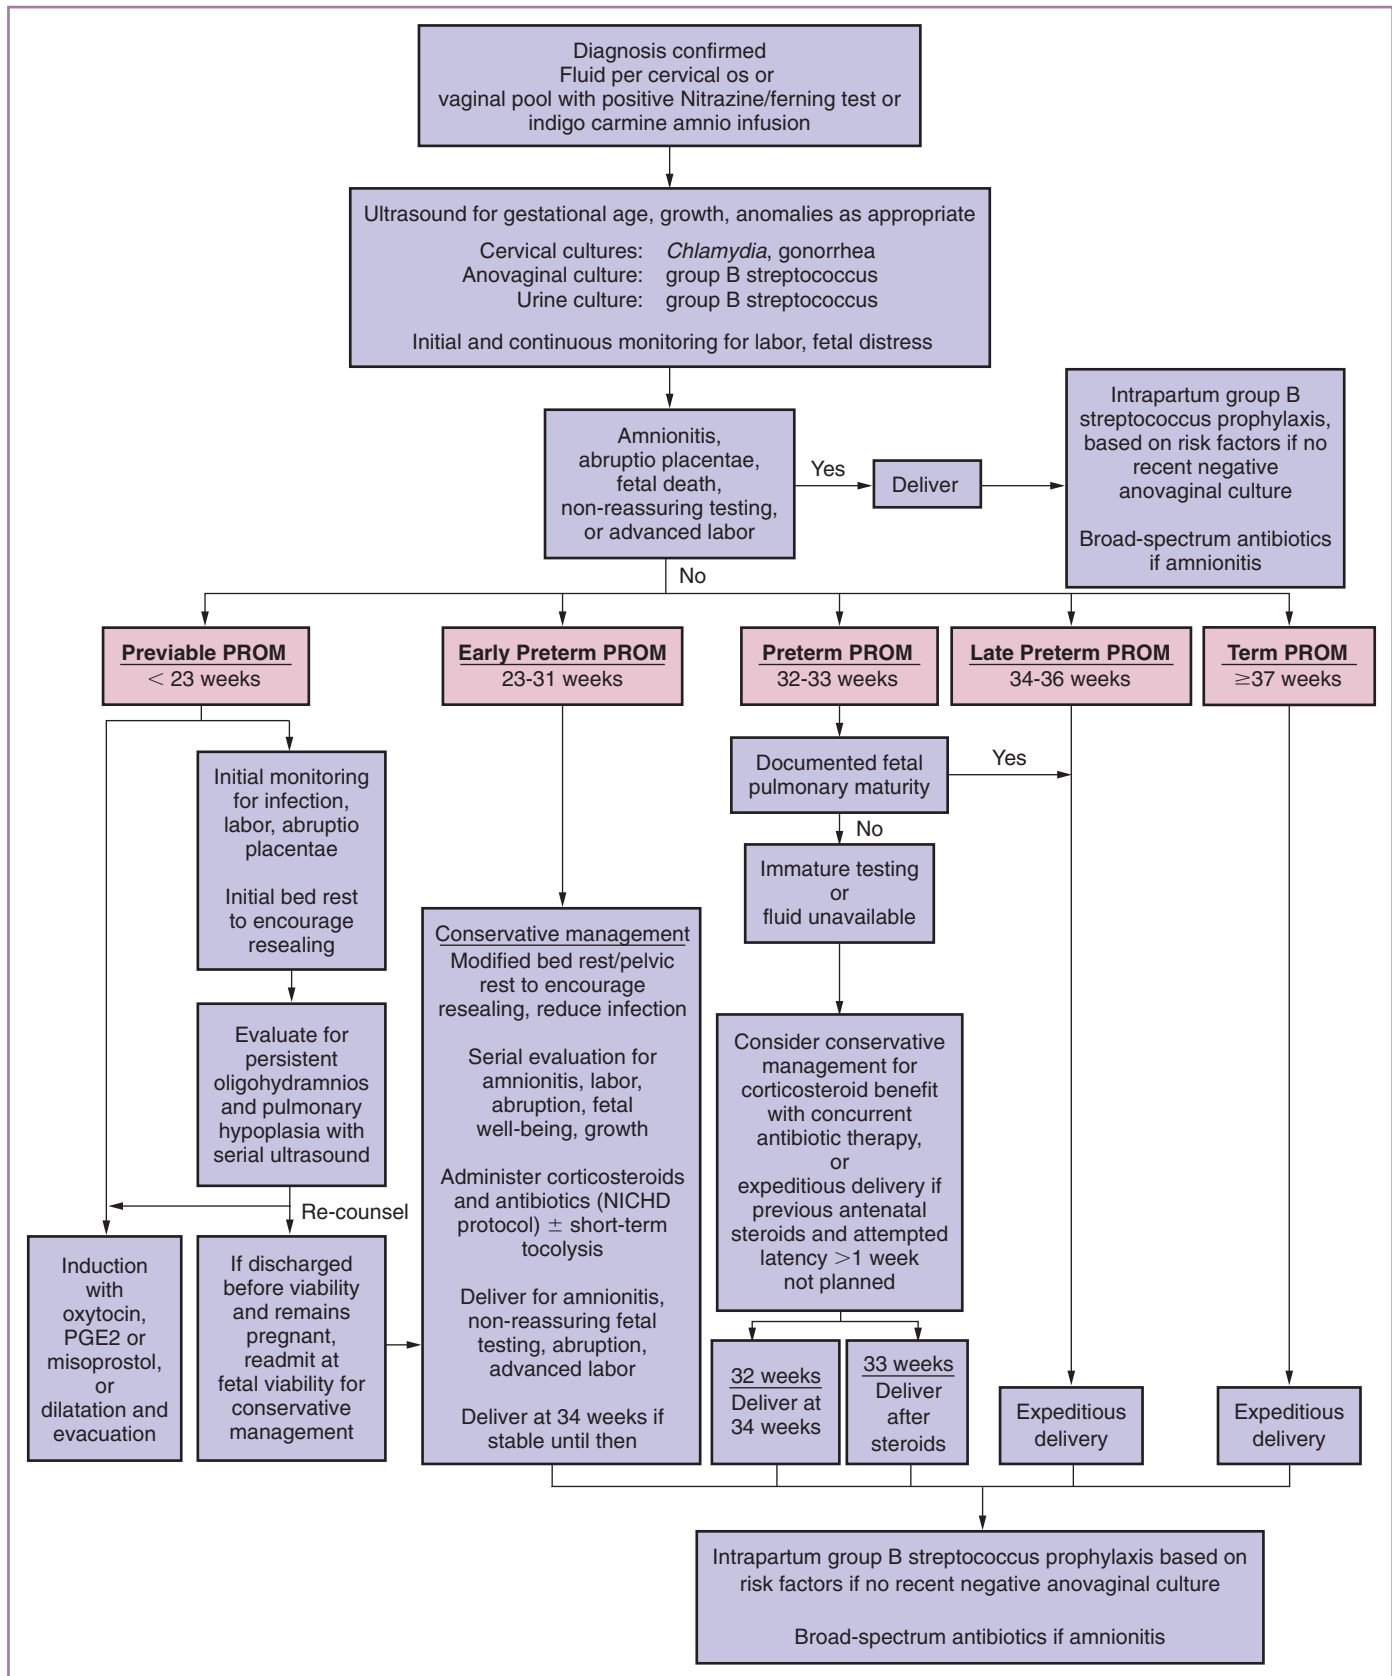 Diagnosis confirmed
Fluid per cervical os or
vaginal pool with positive Nitrazine/ferning test or
indigo carmine amnio infusion
Ultrasound for gestational age, growth, anomalies as appropriate
Cervical cultures: Chlamydia, gonorrhea
Anovaginal culture: group B streptococcus
Urine culture: group B streptococcus
Initial and continuous monitoring for labor, fetal distress
Amnionitis,
abruptio placentae,
fetal death,
non-reassuring testing,
or advanced labor
Yes
Deliver
Intrapartum group B
streptococcus prophylaxis,
based on risk factors if no
recent negative
anovaginal culture
Broad-spectrum antibiotics
if amnionitis
No
Previable PROM
< 23 weeks
Early Preterm PROM
23-31 weeks
Preterm PROM
32-33 weeks
Late Preterm PROM
34-36 weeks
Term PROM
≥37 weeks
Initial monitoring
for infection,
labor, abruptio
placentae
Initial bed rest
to encourage
resealing
Evaluate for
persistent
oligohydramnios
and pulmonary
hypoplasia with
serial ultrasound
Re-counsel
Induction
with
oxytocin,
PGE2 or
misoprostol,
or
dilatation and
evacuation
If discharged
before viability
and remains
pregnant,
readmit at
fetal viability for
conservative
management
Conservative management
Modified bed rest/pelvic
rest to encourage
resealing, reduce infection
Serial evaluation for
amnionitis, labor,
abruption, fetal
well-being, growth
Administer corticosteroids
and antibiotics (NICHD
protocol) ± short-term
tocolysis
Deliver for amnionitis,
non-reassuring fetal
testing, abruption,
advanced labor
Deliver at 34 weeks if
stable until then
Documented fetal
pulmonary maturity
Yes
No
Immature testing
or
fluid unavailable
Consider conservative
management for
corticosteroid benefit
with concurrent
antibiotic therapy,
or
expeditious delivery if
previous antenatal
steroids and attempted
latency >1 week
not planned
32 weeks
Deliver at
34 weeks
33 weeks
Deliver
after
steroids
Expeditious
delivery
Expeditious
delivery
Intrapartum group B streptococcus prophylaxis based on
risk factors if no recent negative anovaginal culture
Broad-spectrum antibiotics if amnionitis